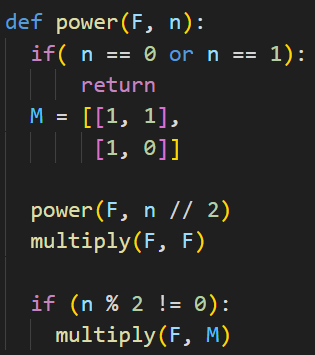 def power(F, n):
  if( n == 0 or n == 1):
      return
  M = [[1, 1],
       [1, 0]]

  power(F, n // 2)
  multiply(F, F)

  if (n % 2 != 0):
    multiply(F, M)